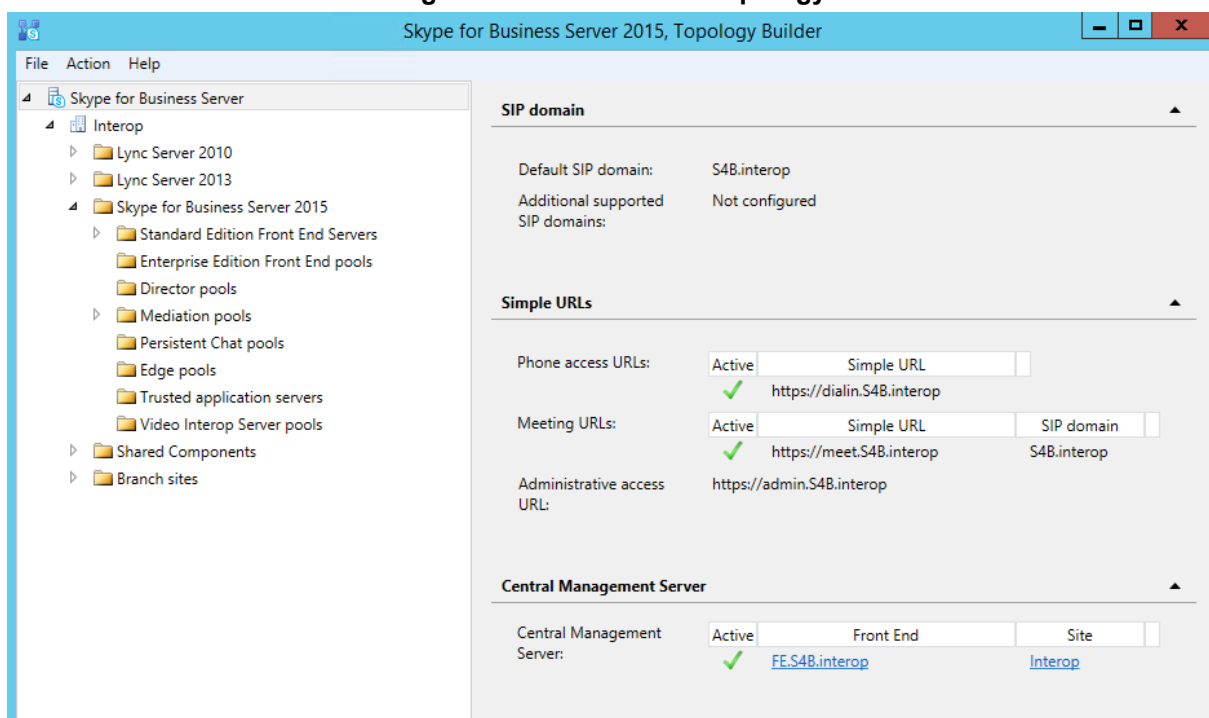 Skype for Business Server 2015, Topology Builder
File Action Help
Skype for Business Server
Interop
Lync Server 2010
Lync Server 2013
Skype for Business Server 2015
Standard Edition Front End Servers
Enterprise Edition Front End pools
Director pools
Mediation pools
Persistent Chat pools
Edge pools
Trusted application servers
Video Interop Server pools
Shared Components
Branch sites
SIP domain
Default SIP domain: S4B.interop
Additional supported Not configured
SIP domains:
Simple URLs
Phone access URLs: Active Simple URL
https://dialin.S4B.interop
Meeting URLs: Active Simple URL SIP domain
https://meet.S4B.interop S4B.interop
Administrative access https://admin.S4B.interop
URL:
Central Management Server
Central Management Active Front End Site
Server: FE.S4B.interop Interop